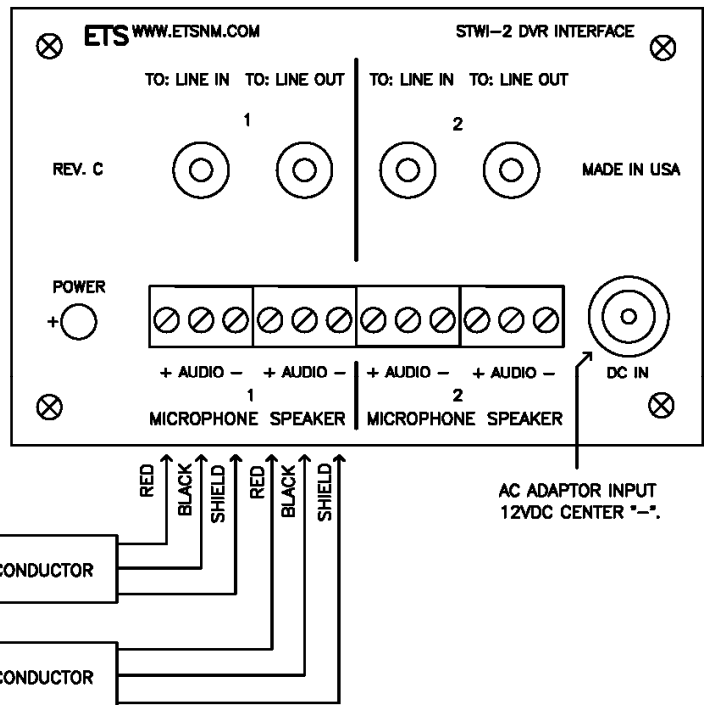 ETS WWW.ETSNM.COM STWI-2 DVR INTERFACE
TO: LINE IN TO: LINE OUT TO: LINE IN TO: LINE OUT
1 2
REV. C MADE IN USA
POWER
+
+ AUDIO - + AUDIO - + AUDIO - + AUDIO - DC IN
1 2
MICROPHONE SPEAKER MICROPHONE SPEAKER
RED
BLACK
SHIELD
RED
BLACK
SHIELD
AC ADAPTOR INPUT
12VDC CENTER "-".
CONDUCTOR
CONDUCTOR